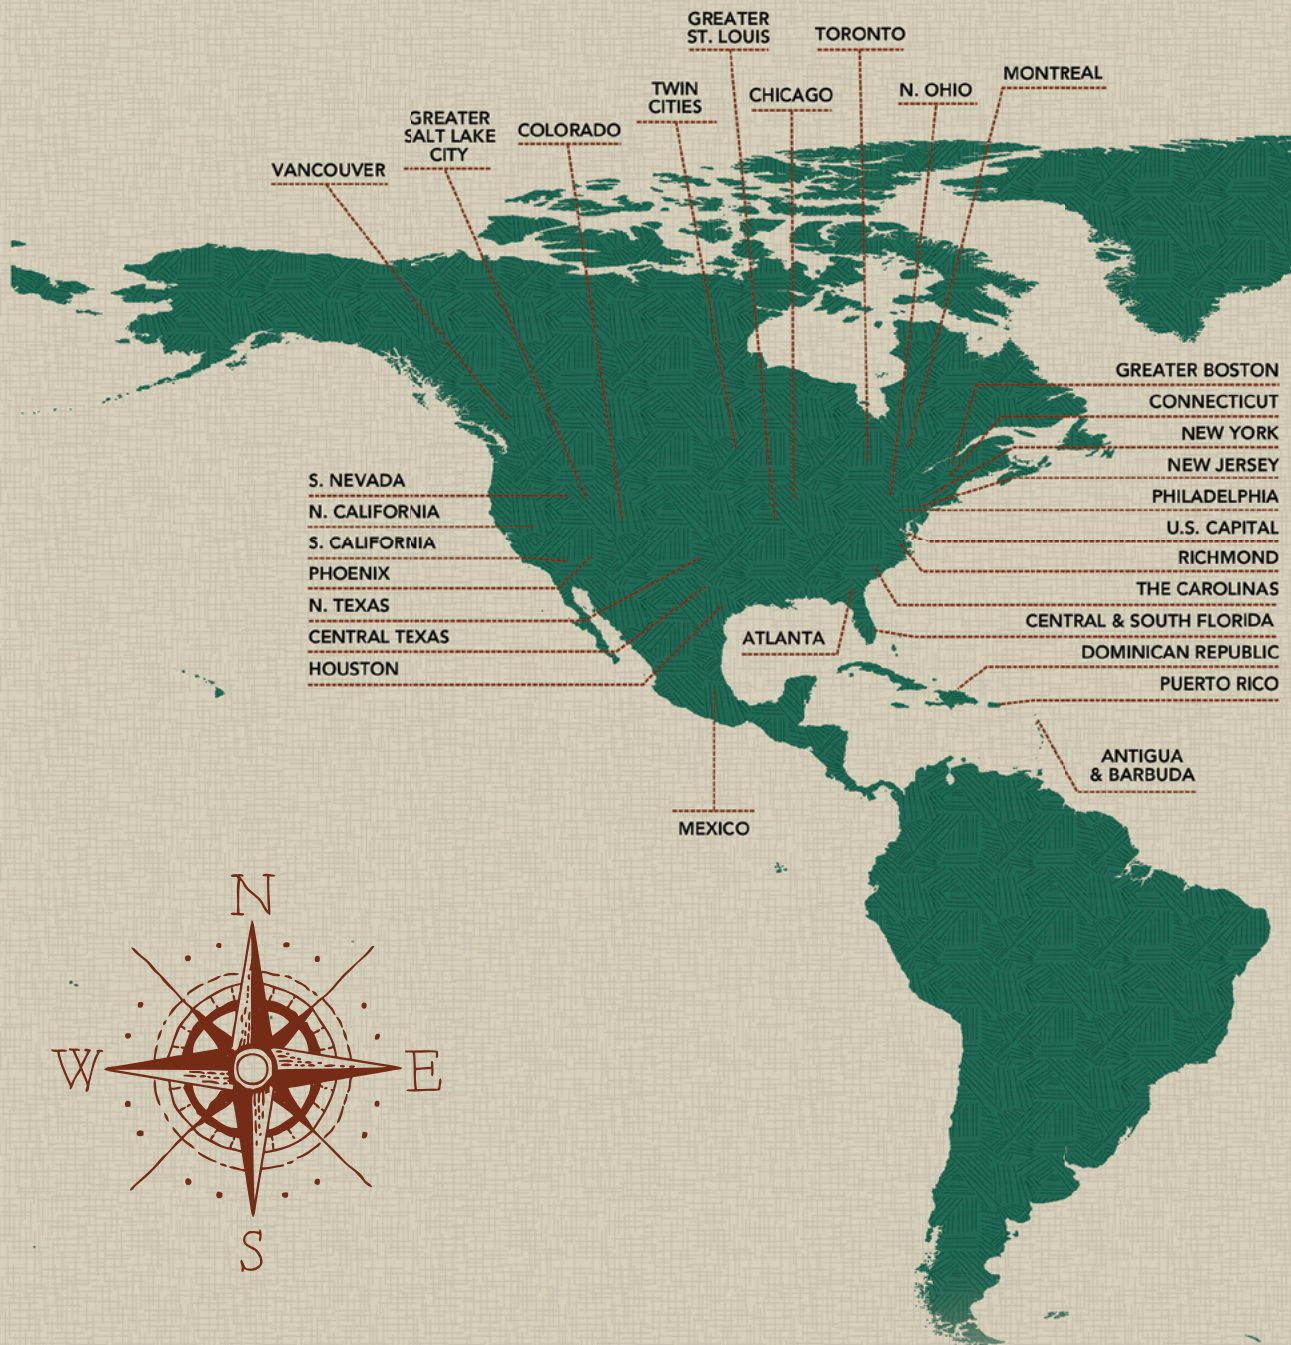 GREATER
ST. LOUIS
TORONTO
MONTREAL
TWIN
CITIES
CHICAGO
N. OHIO
GREATER
SALT LAKE
CITY
COLORADO
VANCOUVER
GREATER BOSTON
CONNECTICUT
NEW YORK
NEW JERSEY
PHILADELPHIA
U.S. CAPITAL
RICHMOND
THE CAROLINAS
CENTRAL & SOUTH FLORIDA
DOMINICAN REPUBLIC
PUERTO RICO
S. NEVADA
N. CALIFORNIA
S. CALIFORNIA
PHOENIX
N. TEXAS
CENTRAL TEXAS
HOUSTON
ATLANTA
ANTIGUA
& BARBUDA
MEXICO
N
W
E
S